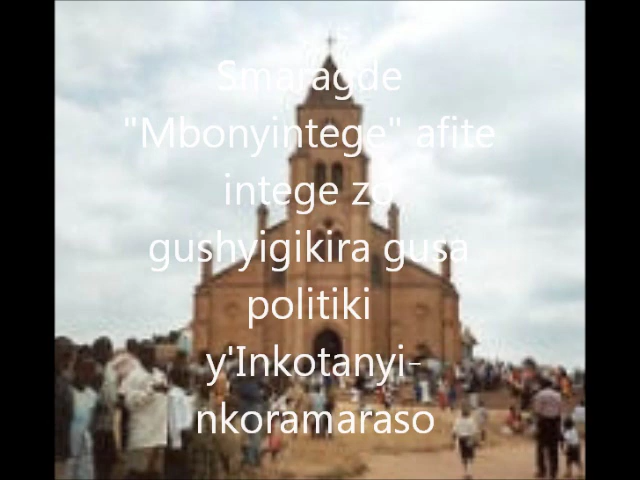 Smaragde
"Mbonyintege" afite
intege zo
gushyigikira gusa
politiki
y'Inkotanyi-
nkoramaraso